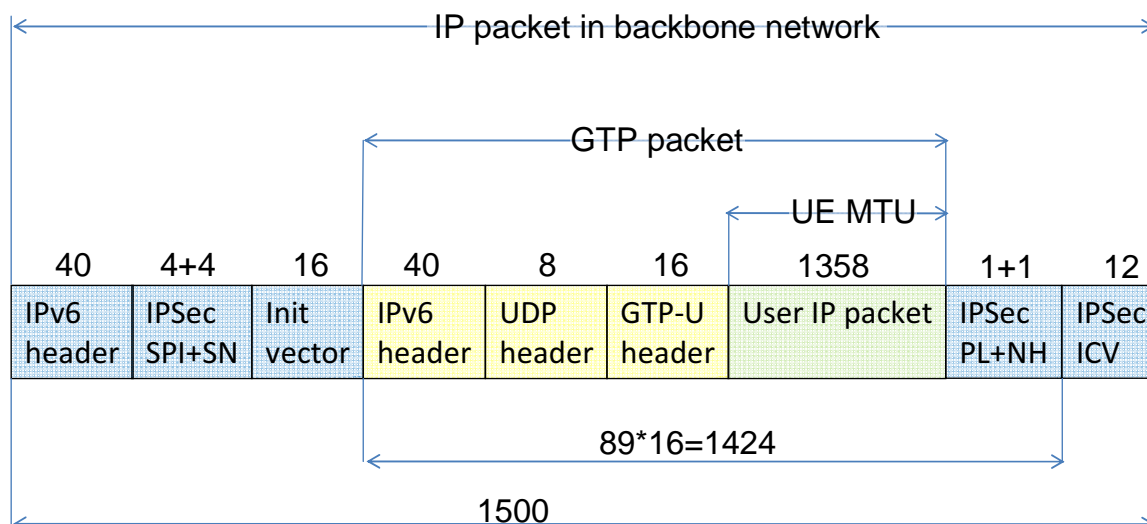 IP packet in backbone network
GTP packet
UE MTU
40 4+4 16 40 8 16 1358 1+1 12
IPv6 IPSec Init IPv6 UDP GTP-U User IP packet IPSec IPSec
header SPI+SN vector header header header PL+NH ICV
89*16=1424
1500